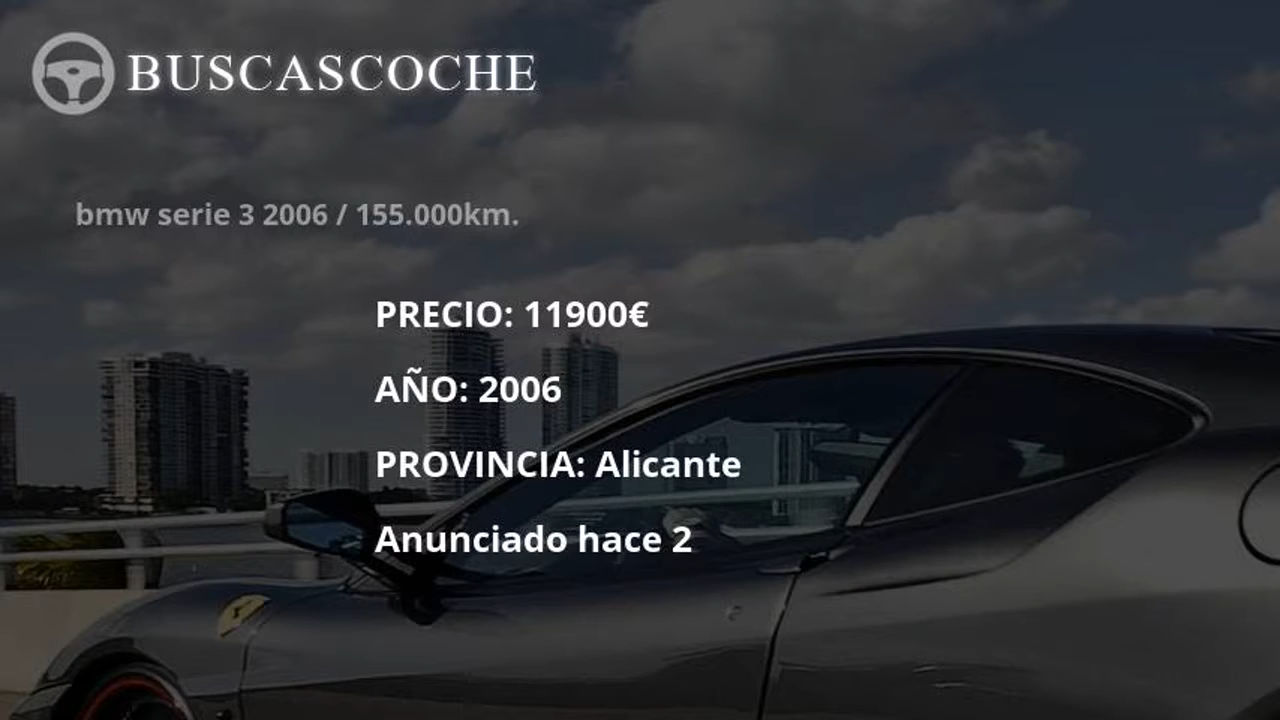 BUSCASCOCHE
bmw serie 3 2006 / 155.000km.
PRECIO: 11900€
AÑO: 2006
PROVINCIA: Alicante
Anunciado hace 2